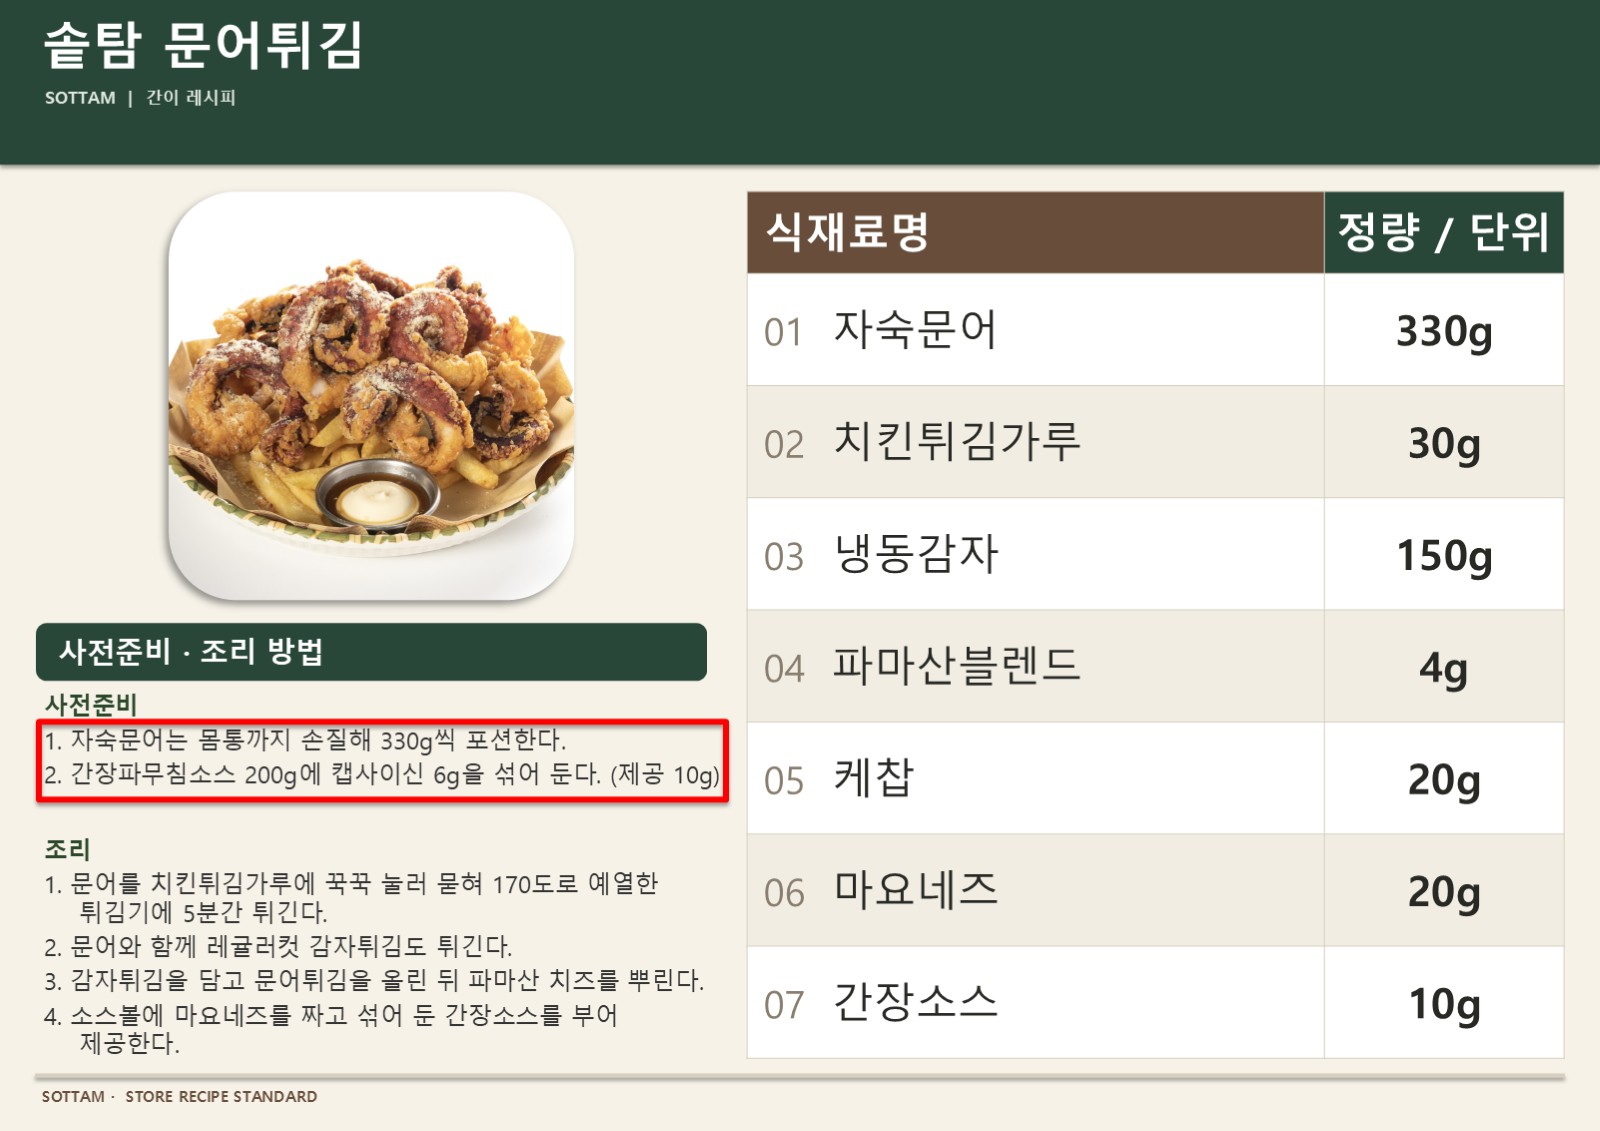 솥탐 문어튀김
SOTTAM | 간이 레시피
사전준비 · 조리 방법
사전준비
1. 자숙문어는 몸통까지 손질해 330g씩 포션한다.
2. 간장파무침소스 200g에 캡사이신 6g을 섞어 둔다. (제공 10g)
조리
1. 문어를 치킨튀김가루에 꾹꾹 눌러 묻혀 170도로 예열한
튀김기에 5분간 튀긴다.
2. 문어와 함께 레귤러컷 감자튀김도 튀긴다.
3. 감자튀김을 담고 문어튀김을 올린 뒤 파마산 치즈를 뿌린다.
4. 소스볼에 마요네즈를 짜고 섞어 둔 간장소스를 부어
제공한다.
식재료명 정량 / 단위
01 자숙문어 330g
02 치킨튀김가루 30g
03 냉동감자 150g
04 파마산블렌드 4g
05 케찹 20g
06 마요네즈 20g
07 간장소스 10g
SOTTAM · STORE RECIPE STANDARD